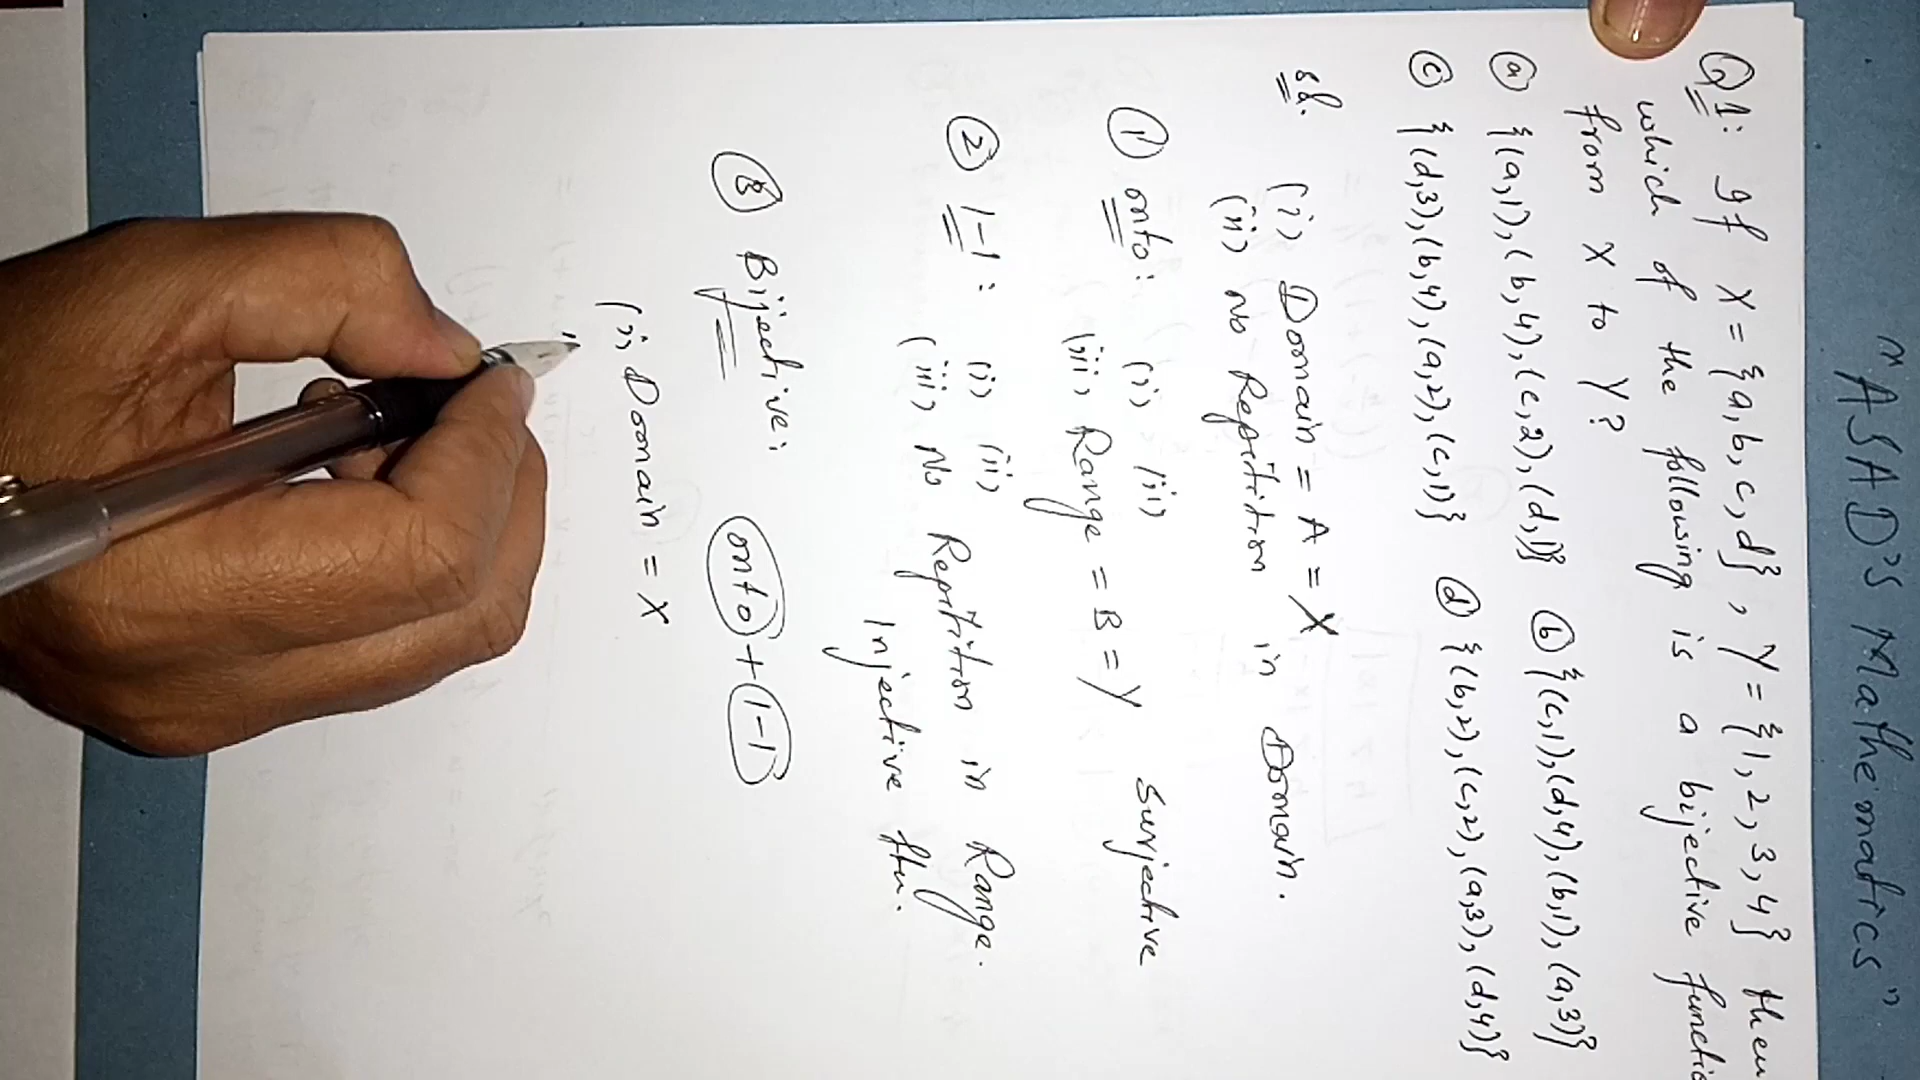 "ASAD's Mathematics"
Q1: If X = {a,b,c,d}, Y = {1,2,3,4} then
which of the following is a bijective functio
from X to Y?
(a) {(a,1),(b,4),(c,2),(d,1)} (b) {(c,1),(d,4),(b,1),(a,3)}
(c) {(d,3),(b,4),(a,2),(c,1)} (d) {(b,2),(c,2),(a,3),(d,4)}
Sol. (i) Domain = A = X
(ii) No Repitition in Domain.
(1) onto: (i) (ii) Surjective
(iii) Range = B = Y
(2) 1-1: (i) (ii)
(iii) No Repitition in Range.
Injective ftn.
(3) Bijective: onto + 1-1
(i) Domain = X